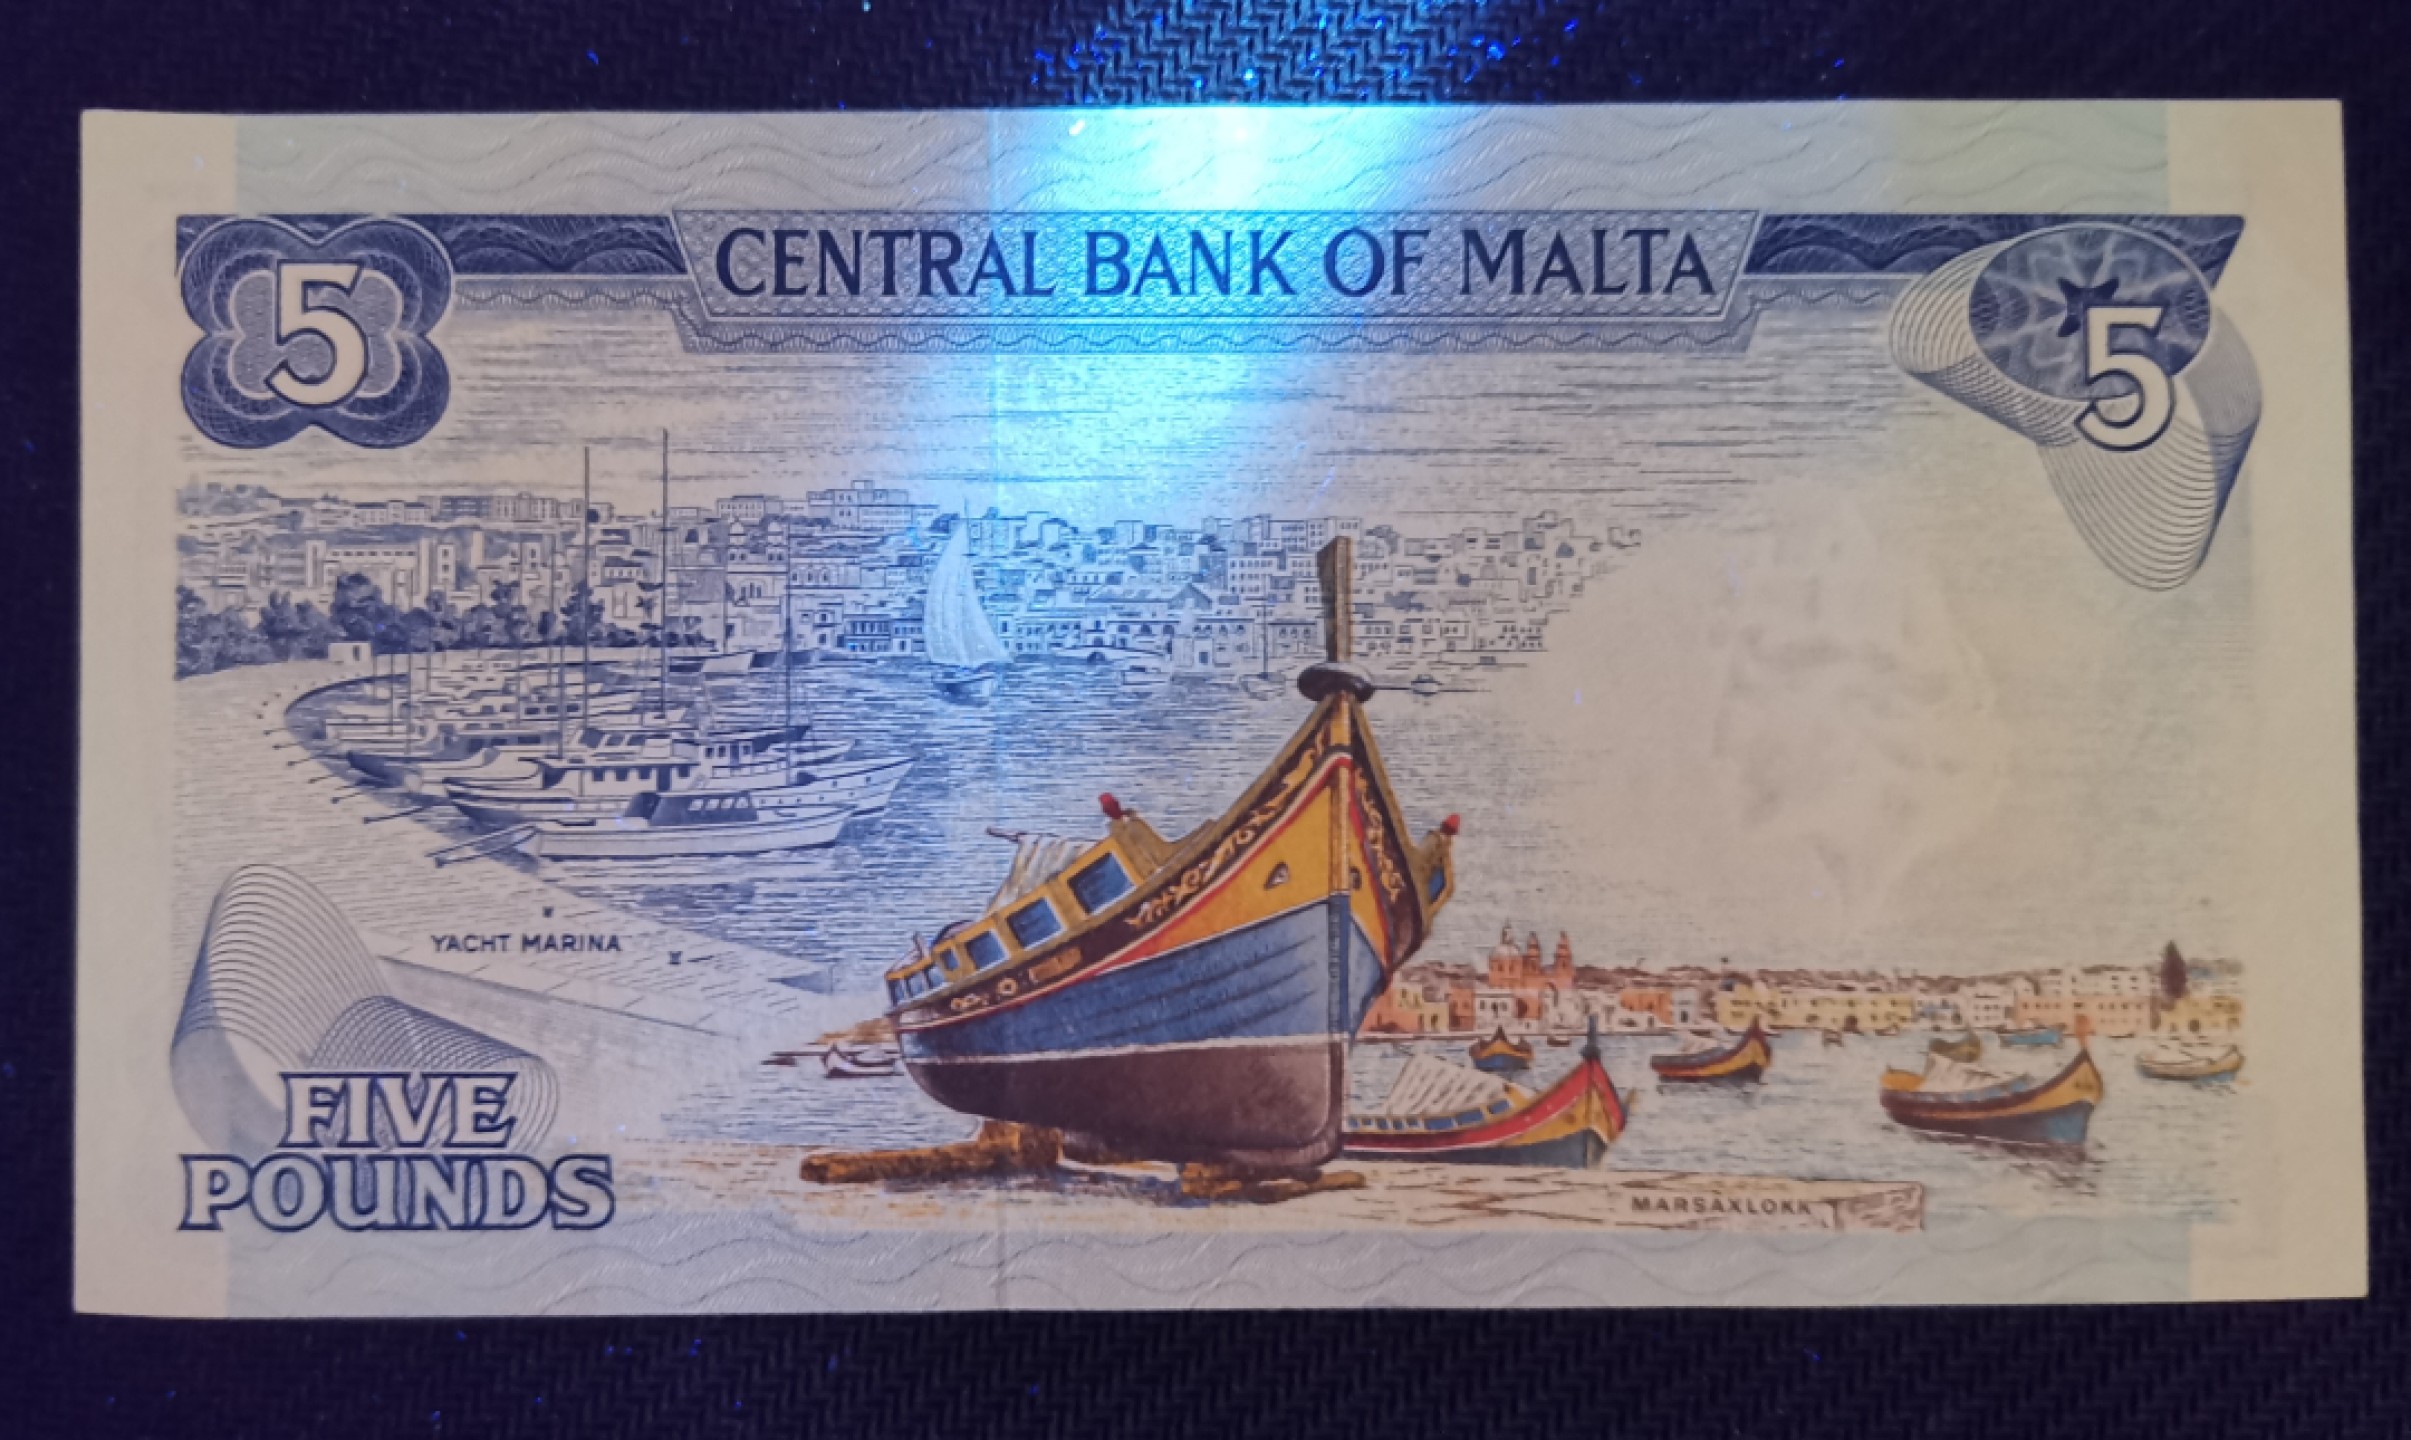 CENTRAL BANK OF MALTA
5
5
YACHT MARINA
FIVE
POUNDS
MARSAXLOKK